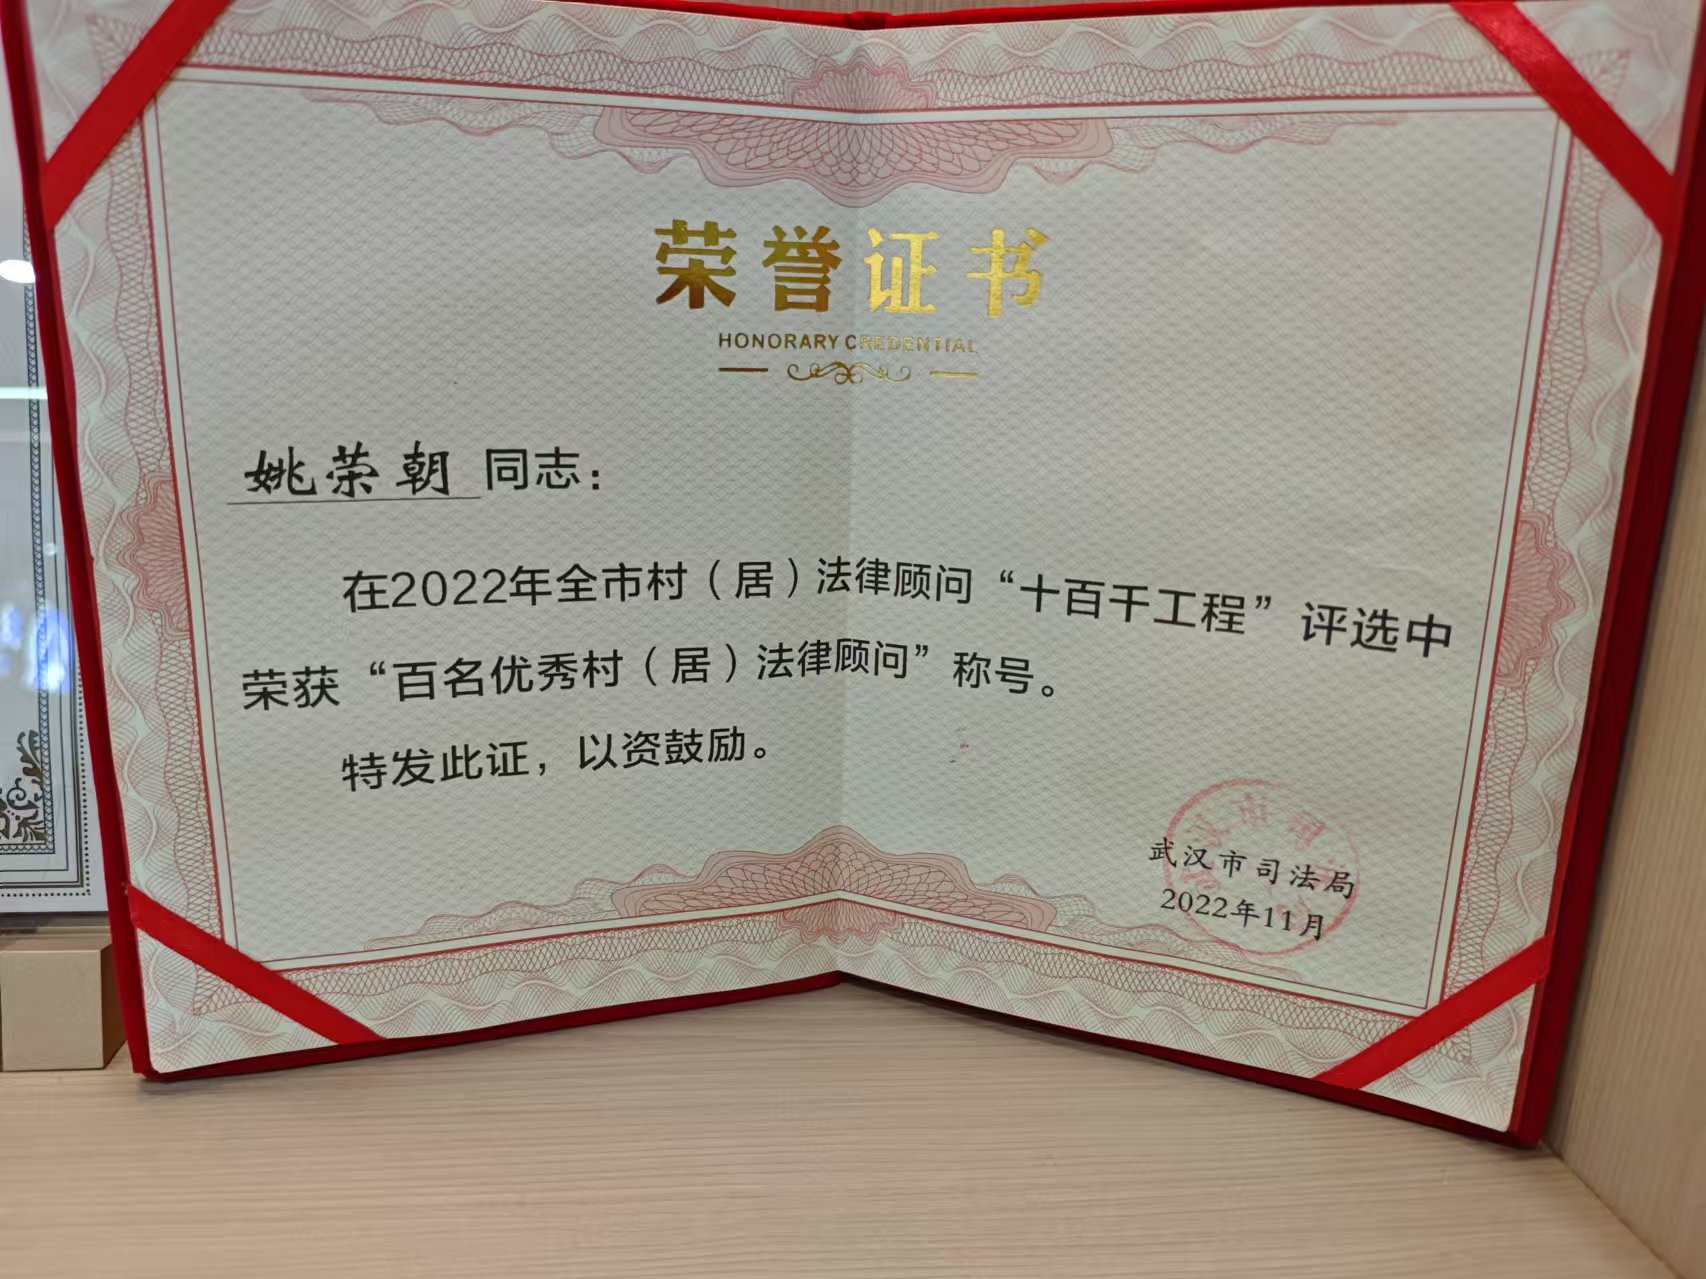 荣誉证书
HONORARY CREDENTIAL
姚荣朝 同志：
在2022年全市村（居）法律顾问“十百千工程”评选中
荣获“百名优秀村（居）法律顾问”称号。
特发此证，以资鼓励。
武汉市司法局
2022年11月